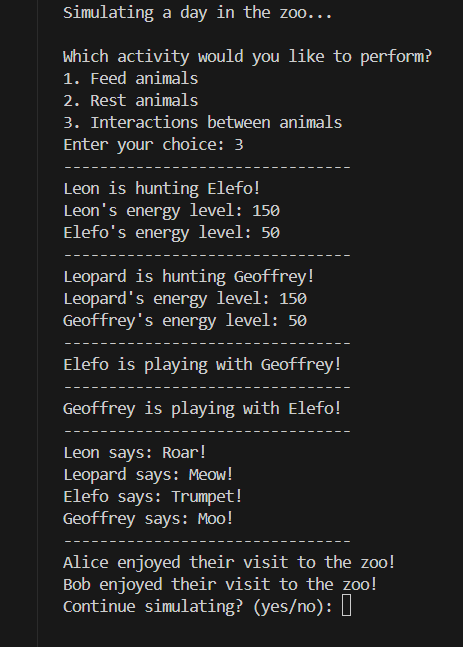 Simulating a day in the zoo...
Which activity would you like to perform?
1. Feed animals
2. Rest animals
3. Interactions between animals
Enter your choice: 3
--------------------------------
Leon is hunting Elefo!
Leon's energy level: 150
Elefo's energy level: 50
--------------------------------
Leopard is hunting Geoffrey!
Leopard's energy level: 150
Geoffrey's energy level: 50
--------------------------------
Elefo is playing with Geoffrey!
--------------------------------
Geoffrey is playing with Elefo!
--------------------------------
Leon says: Roar!
Leopard says: Meow!
Elefo says: Trumpet!
Geoffrey says: Moo!
--------------------------------
Alice enjoyed their visit to the zoo!
Bob enjoyed their visit to the zoo!
Continue simulating? (yes/no):